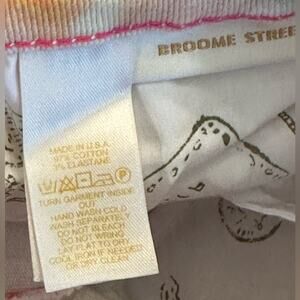 BROOME STREE
MADE IN U.S.A.
97% COTTON
3% ELASTANE
TURN GARMENT INSIDE
OUT
HAND WASH COLD
WASH SEPARATELY
DO NOT BLEACH
DO NOT WRING
LAY FLAT TO DRY
COOL IRON IF NEEDED
OR DRY CLEAN